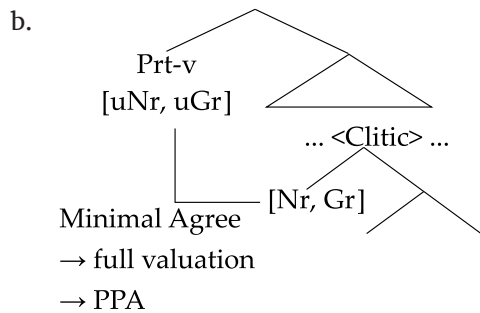 b.
Prt-v
[uNr, uGr]
... <Clitic> ...
[Nr, Gr]
Minimal Agree
→ full valuation
→ PPA